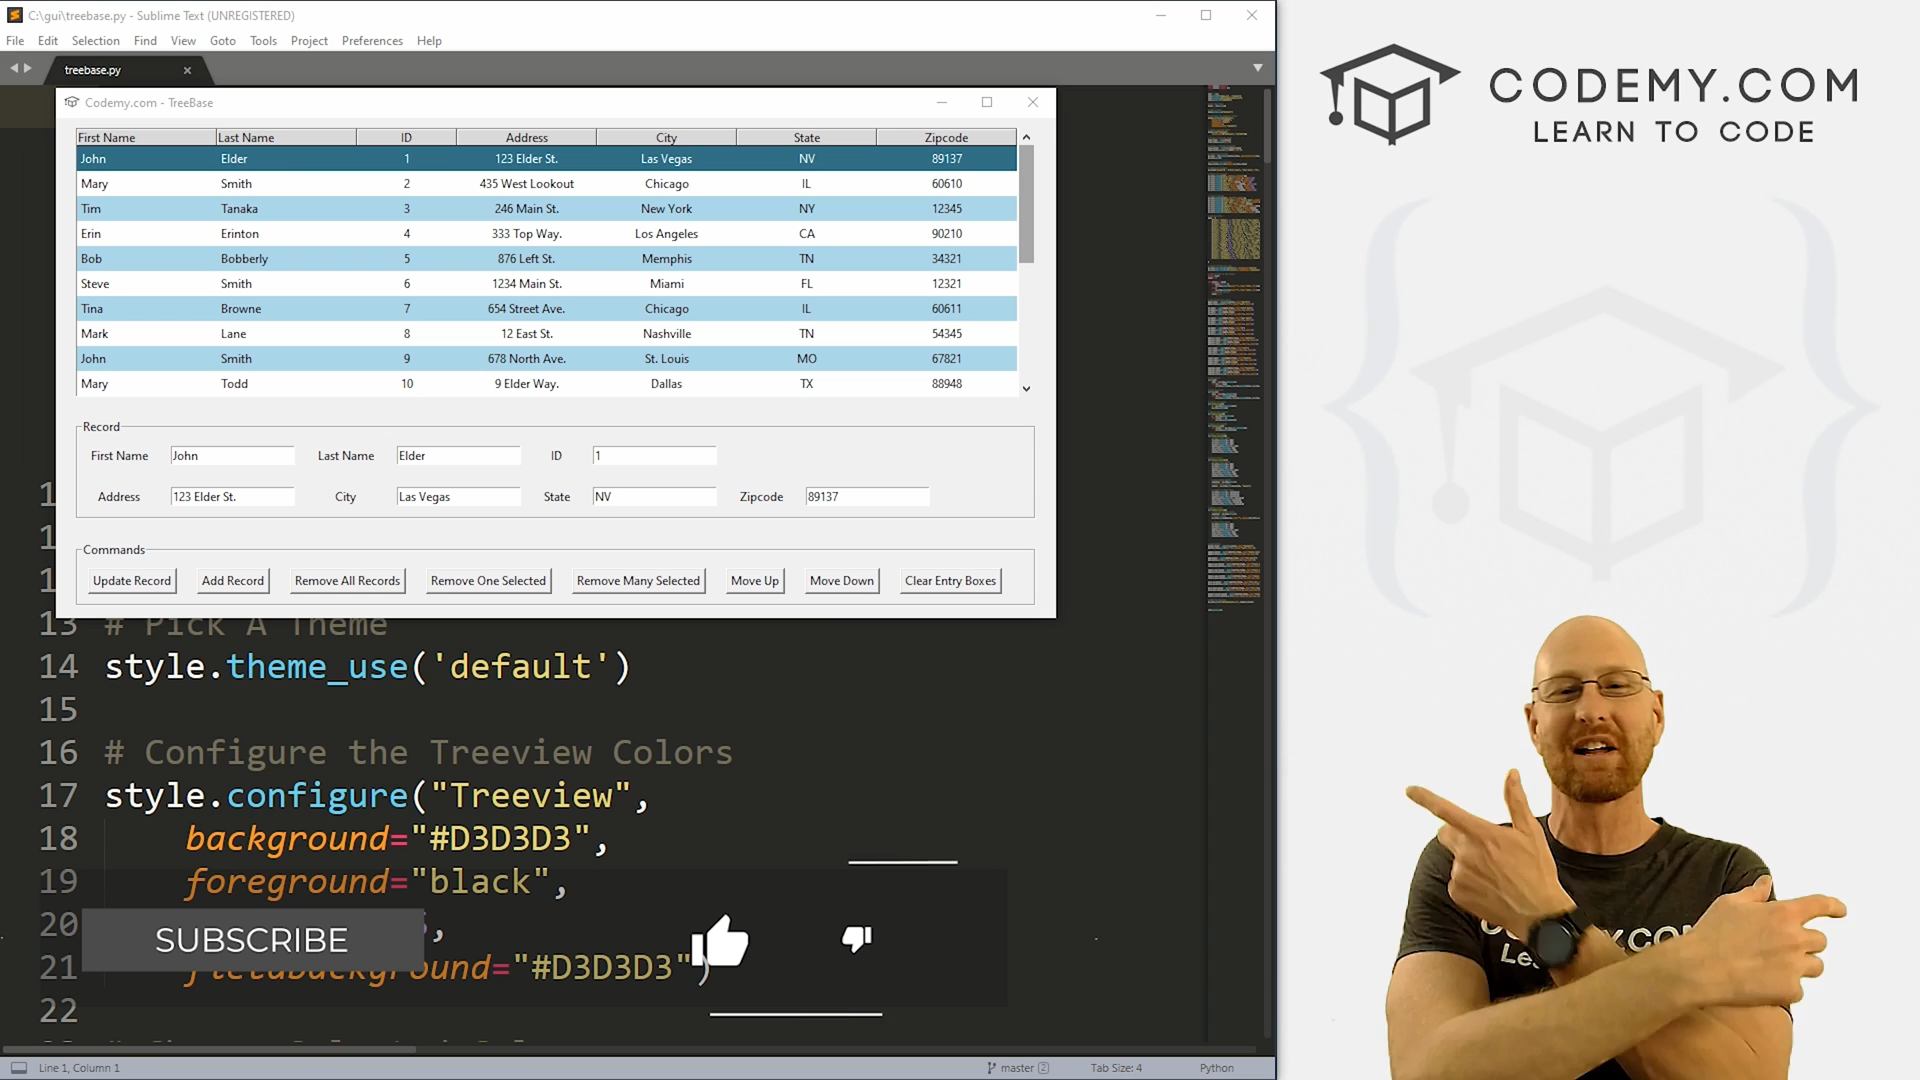 C:\gui\treebase.py - Sublime Text (UNREGISTERED)
File Edit Selection Find View Goto Tools Project Preferences Help
treebase.py
Codemy.com - TreeBase
First Name Last Name ID Address City State Zipcode
John Elder 1 123 Elder St. Las Vegas NV 89137
Mary Smith 2 435 West Lookout Chicago IL 60610
Tim Tanaka 3 246 Main St. New York NY 12345
Erin Erinton 4 333 Top Way. Los Angeles CA 90210
Bob Bobberly 5 876 Left St. Memphis TN 34321
Steve Smith 6 1234 Main St. Miami FL 12321
Tina Browne 7 654 Street Ave. Chicago IL 60611
Mark Lane 8 12 East St. Nashville TN 54345
John Smith 9 678 North Ave. St. Louis MO 67821
Mary Todd 10 9 Elder Way. Dallas TX 88948
Record
First Name John Last Name Elder ID 1
Address 123 Elder St. City Las Vegas State NV Zipcode 89137
Commands
Update Record Add Record Remove All Records Remove One Selected Remove Many Selected Move Up Move Down Clear Entry Boxes
13 # Pick A Theme
14 style.theme_use('default')
15
16 # Configure the Treeview Colors
17 style.configure("Treeview",
18 background="#D3D3D3",
19 foreground="black",
20 ,
21 fieldbackground="#D3D3D3")
22
SUBSCRIBE
Line 1, Column 1 master 2 Tab Size: 4 Python
CODEMY.COM
LEARN TO CODE